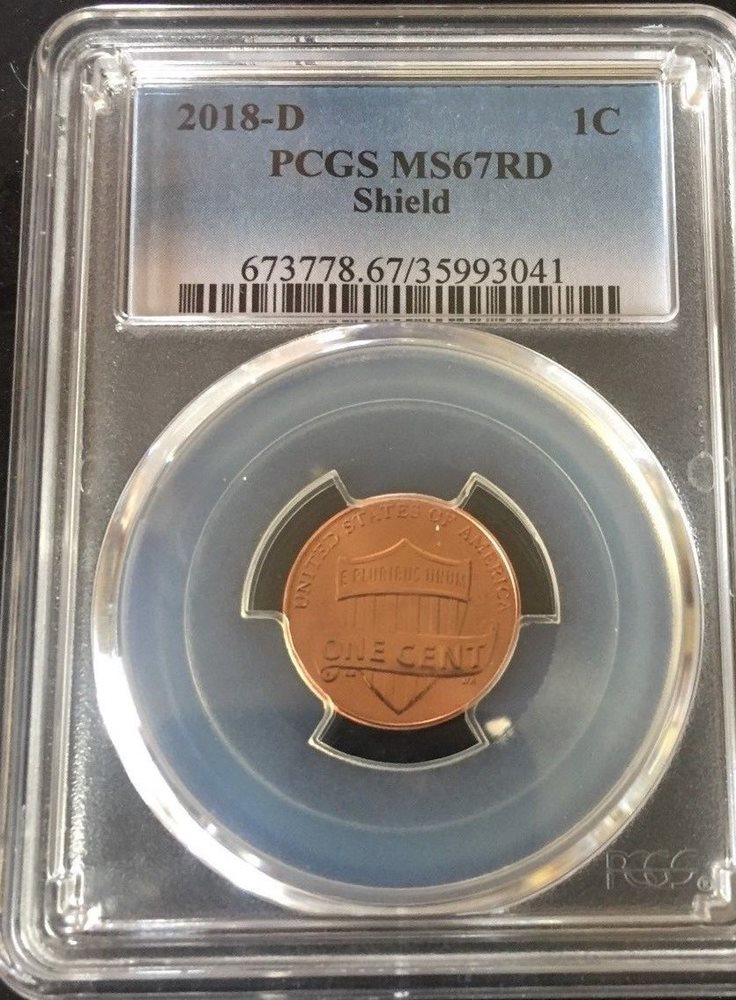 2018-D 1C
PCGS MS67RD
Shield
673778.67/35993041
UNITED STATES OF AMERICA
E PLURIBUS UNUM
ONE CENT
PCGS